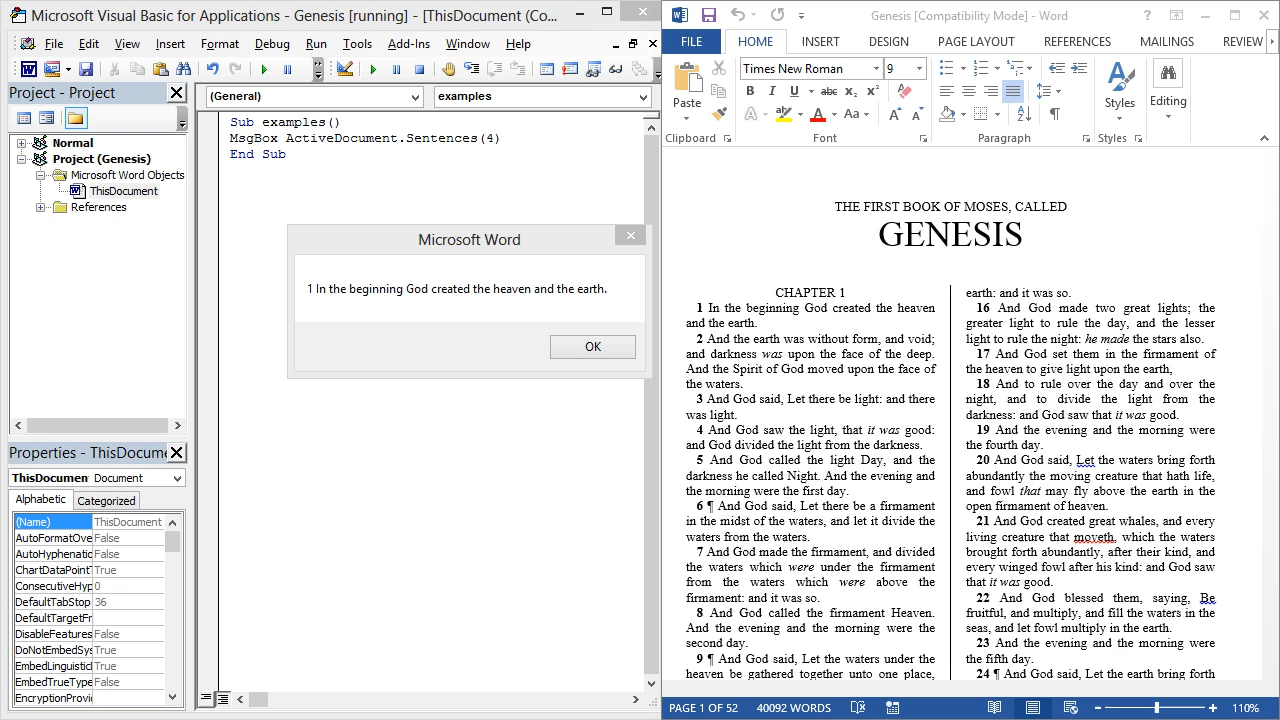 Microsoft Visual Basic for Applications - Genesis [running] - [ThisDocument (Co...
File Edit View Insert Format Debug Run Tools Add-Ins Window Help
Project - Project
Normal
Project (Genesis)
Microsoft Word Objects
ThisDocument
References
Properties - ThisDocume
ThisDocumen Document
Alphabetic Categorized
(Name) ThisDocument
AutoFormatOve False
AutoHyphenatio False
ChartDataPoint True
ConsecutiveHyp 0
DefaultTabStop 36
DefaultTargetFr
DisableFeatures False
DoNotEmbedSys True
EmbedLinguistic True
EmbedTrueType False
EncryptionProvi
(General) examples
Sub examples()
MsgBox ActiveDocument.Sentences(4)
End Sub
Microsoft Word
1 In the beginning God created the heaven and the earth.
OK
Genesis [Compatibility Mode] - Word
FILE HOME INSERT DESIGN PAGE LAYOUT REFERENCES MAILINGS REVIEW
Times New Roman 9
Paste
B I U abc x₂ x²
A ab A Aa A A
Styles
Editing
Clipboard Font Paragraph Styles
THE FIRST BOOK OF MOSES, CALLED
GENESIS
CHAPTER 1
1 In the beginning God created the heaven
and the earth.
2 And the earth was without form, and void;
and darkness was upon the face of the deep.
And the Spirit of God moved upon the face of
the waters.
3 And God said, Let there be light: and there
was light.
4 And God saw the light, that it was good:
and God divided the light from the darkness.
5 And God called the light Day, and the
darkness he called Night. And the evening and
the morning were the first day.
6 ¶ And God said, Let there be a firmament
in the midst of the waters, and let it divide the
waters from the waters.
7 And God made the firmament, and divided
the waters which were under the firmament
from the waters which were above the
firmament: and it was so.
8 And God called the firmament Heaven.
And the evening and the morning were the
second day.
9 ¶ And God said, Let the waters under the
heaven be gathered together unto one place,
earth: and it was so.
16 And God made two great lights; the
greater light to rule the day, and the lesser
light to rule the night: he made the stars also.
17 And God set them in the firmament of
the heaven to give light upon the earth,
18 And to rule over the day and over the
night, and to divide the light from the
darkness: and God saw that it was good.
19 And the evening and the morning were
the fourth day.
20 And God said, Let the waters bring forth
abundantly the moving creature that hath life,
and fowl that may fly above the earth in the
open firmament of heaven.
21 And God created great whales, and every
living creature that moveth, which the waters
brought forth abundantly, after their kind, and
every winged fowl after his kind: and God saw
that it was good.
22 And God blessed them, saying, Be
fruitful, and multiply, and fill the waters in the
seas, and let fowl multiply in the earth.
23 And the evening and the morning were
the fifth day.
24 ¶ And God said, Let the earth bring forth
PAGE 1 OF 52 40092 WORDS 110%